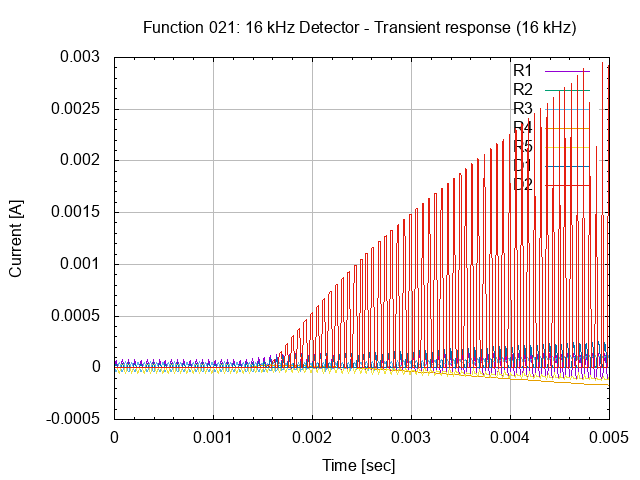 Function 021: 16 kHz Detector - Transient response (16 kHz)
0.003
0.0025
0.002
0.0015
0.001
0.0005
0
-0.0005
Current [A]
R1
R2
R3
R4
R5
D1
D2
0 0.001 0.002 0.003 0.004 0.005
Time [sec]